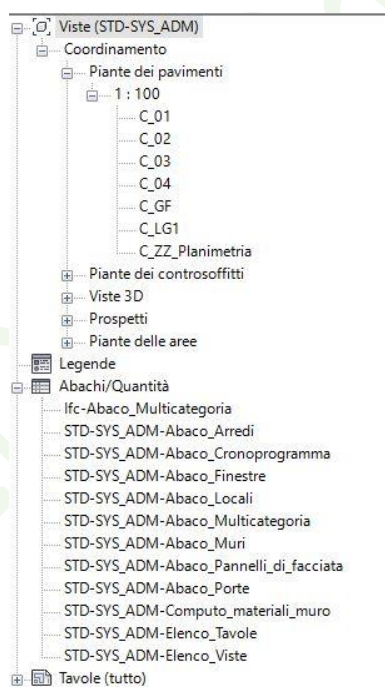 Viste (STD-SYS_ADM)
Coordinamento
Piante dei pavimenti
1 : 100
C_01
C_02
C_03
C_04
C_GF
C_LG1
C_ZZ_Planimetria
Piante dei controsoffitti
Viste 3D
Prospetti
Piante delle aree
Legende
Abachi/Quantità
Ifc-Abaco_Multicategoria
STD-SYS_ADM-Abaco_Arredi
STD-SYS_ADM-Abaco_Cronoprogramma
STD-SYS_ADM-Abaco_Finestre
STD-SYS_ADM-Abaco_Locali
STD-SYS_ADM-Abaco_Multicategoria
STD-SYS_ADM-Abaco_Muri
STD-SYS_ADM-Abaco_Pannelli_di_facciata
STD-SYS_ADM-Abaco_Porte
STD-SYS_ADM-Computo_materiali_muro
STD-SYS_ADM-Elenco_Tavole
STD-SYS_ADM-Elenco_Viste
Tavole (tutto)